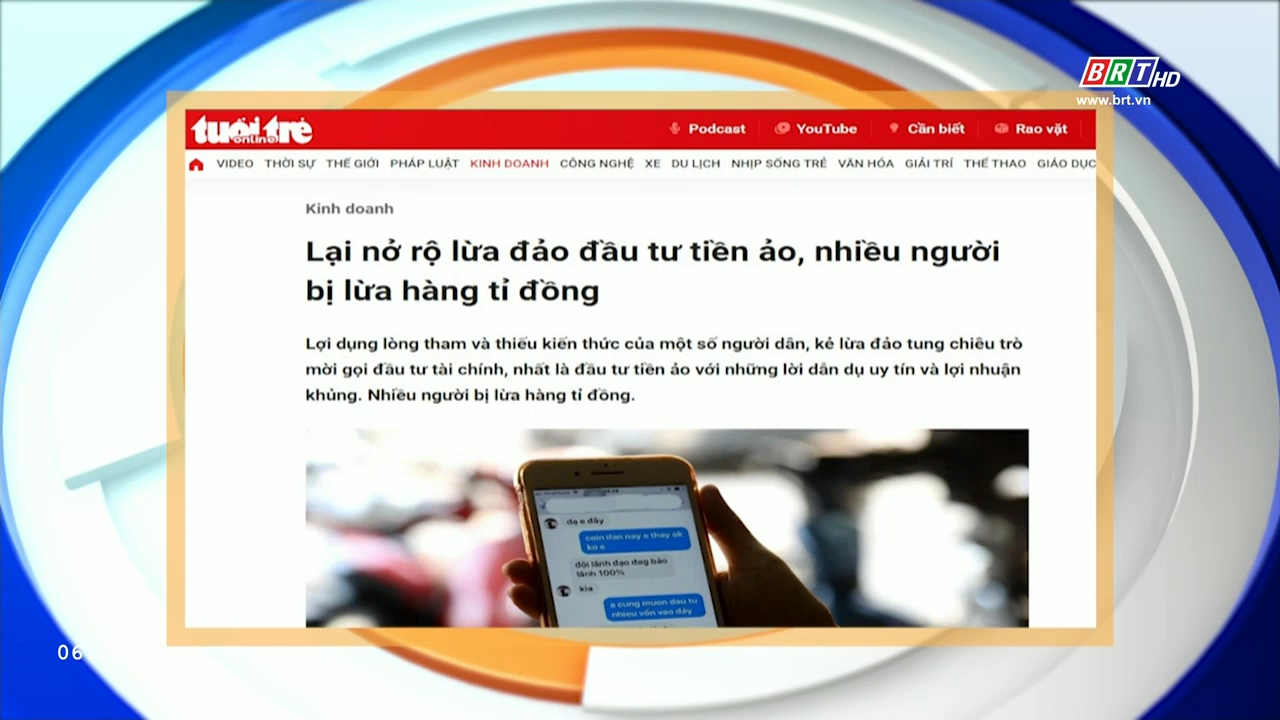 BRT HD
www.brt.vn
tuổi trẻ online
Podcast YouTube Cần biết Rao vặt
VIDEO THỜI SỰ THẾ GIỚI PHÁP LUẬT KINH DOANH CÔNG NGHỆ XE DU LỊCH NHỊP SỐNG TRẺ VĂN HÓA GIẢI TRÍ THỂ THAO GIÁO DỤC
Kinh doanh
Lại nở rộ lừa đảo đầu tư tiền ảo, nhiều người
bị lừa hàng tỉ đồng
Lợi dụng lòng tham và thiếu kiến thức của một số người dân, kẻ lừa đảo tung chiêu trò
mời gọi đầu tư tài chính, nhất là đầu tư tiền ảo với những lời dẫn dụ uy tín và lợi nhuận
khủng. Nhiều người bị lừa hàng tỉ đồng.
dạ e đây
coin ifan nay e thay ok
ko e
đội lãnh đạo đag bảo
lãnh 100%
kìa
a cung muon dau tu
nhieu vốn vao đây
06